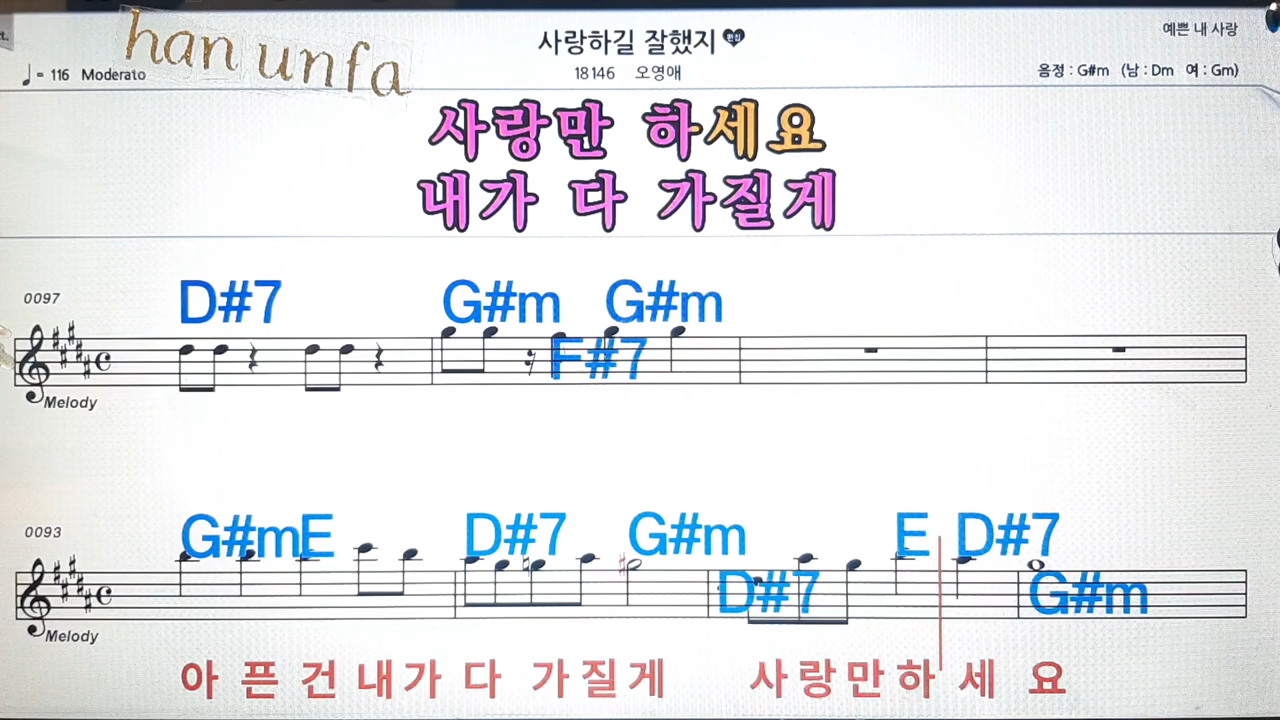 han unfa
사랑하길 잘했지
편집
예쁜 내 사랑
♩= 116 Moderato
18146 오영애
음정 : G#m (남 : Dm 여 : Gm)
사랑만 하세요
내가 다 가질게
0097
D#7 G#m F#7 G#m
Melody
0093
G#m E D#7 G#m D#7 E D#7 G#m
Melody
아 픈 건 내가 다 가질게 사랑만하 세 요